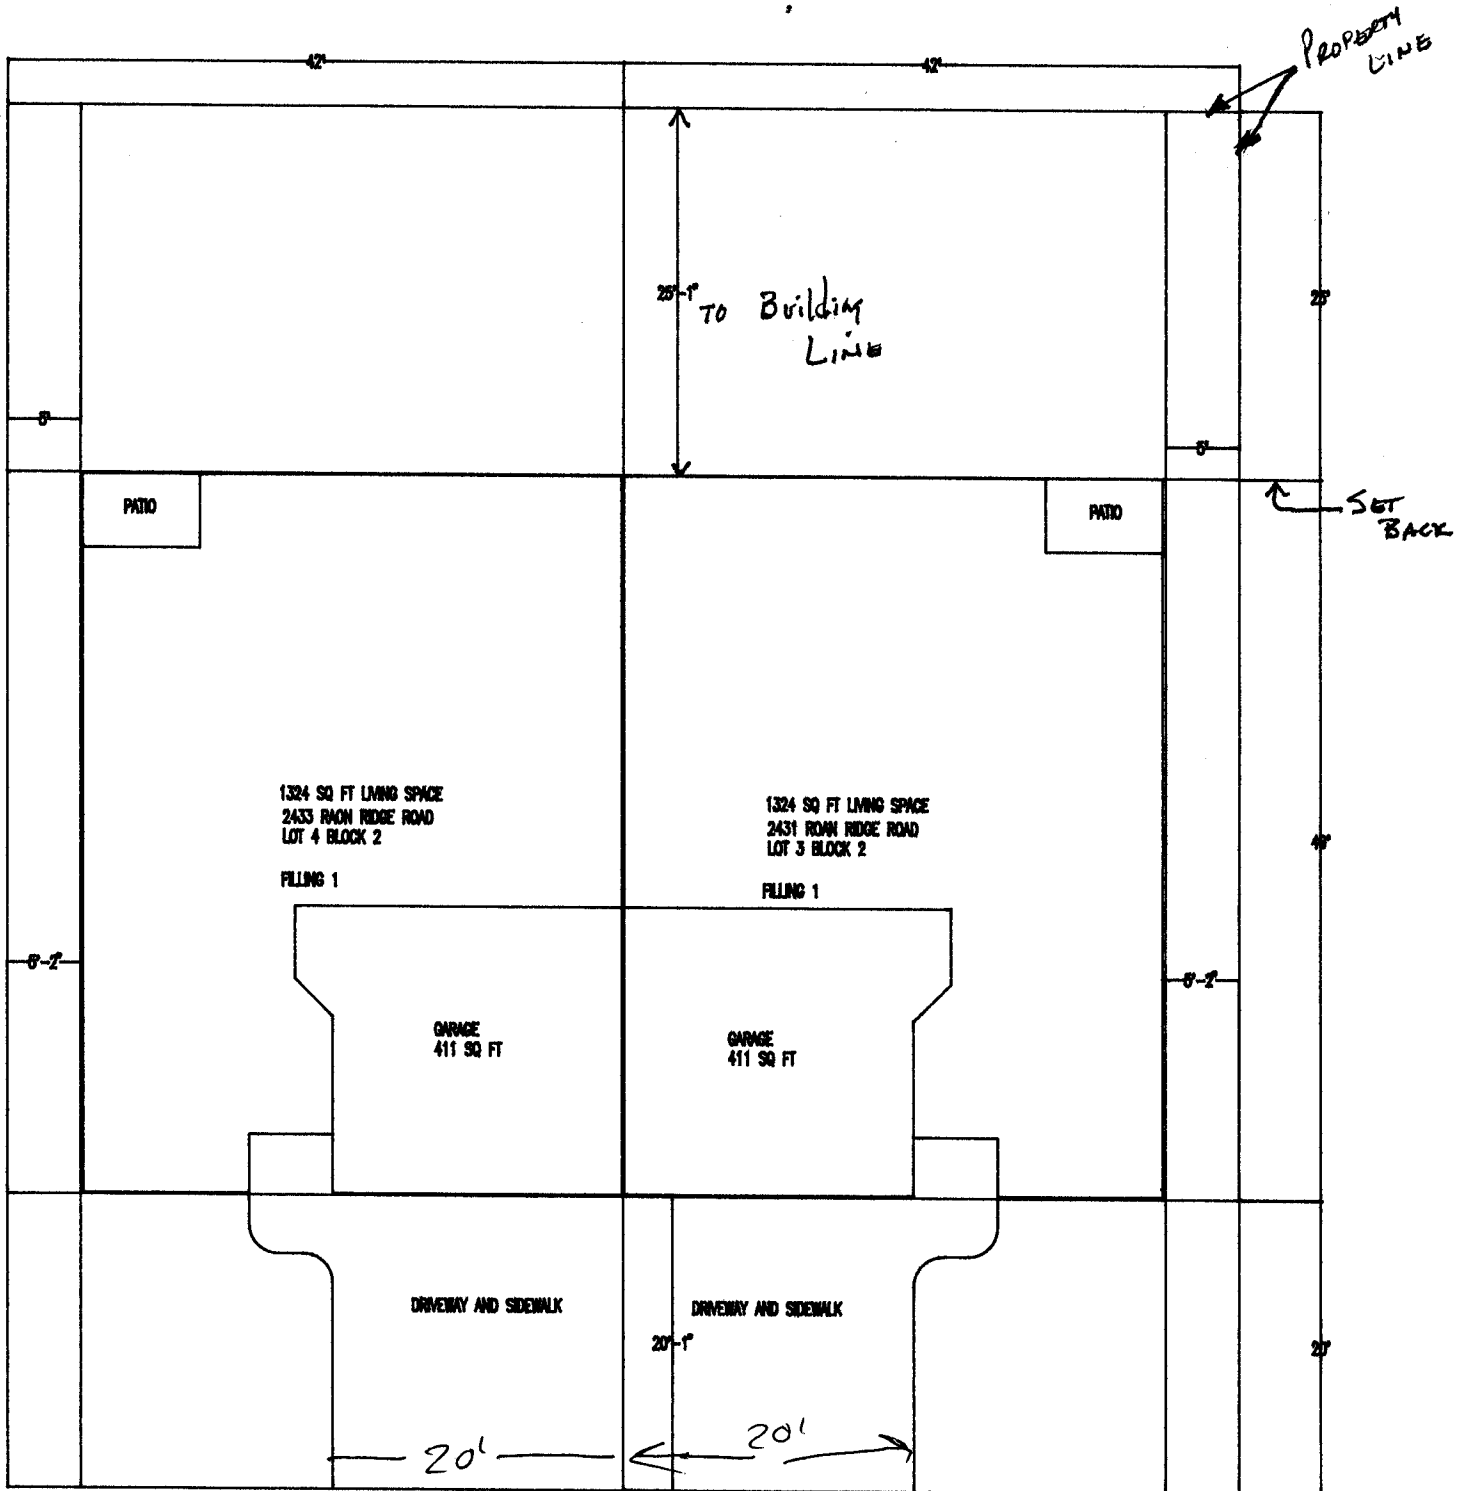 42'
42'
PROPERTY
LINE
25'-1"
TO Building
LINE
25'
5'
5'
PATIO
PATIO
SET
BACK
1324 SQ FT LIVING SPACE
2433 RAON RIDGE ROAD
LOT 4 BLOCK 2
FILLING 1
1324 SQ FT LIVING SPACE
2431 ROAN RIDGE ROAD
LOT 3 BLOCK 2
FILLING 1
5'-2"
5'-2"
GARAGE
411 SQ FT
GARAGE
411 SQ FT
DRIVEWAY AND SIDEWALK
DRIVEWAY AND SIDEWALK
20'-1"
20'
20'
20'